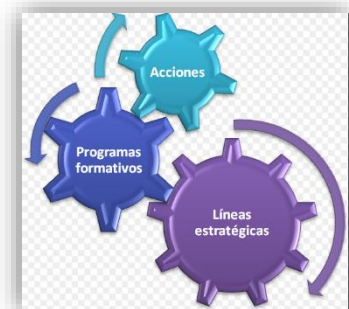 Acciones
Programas
formativos
Líneas
estratégicas